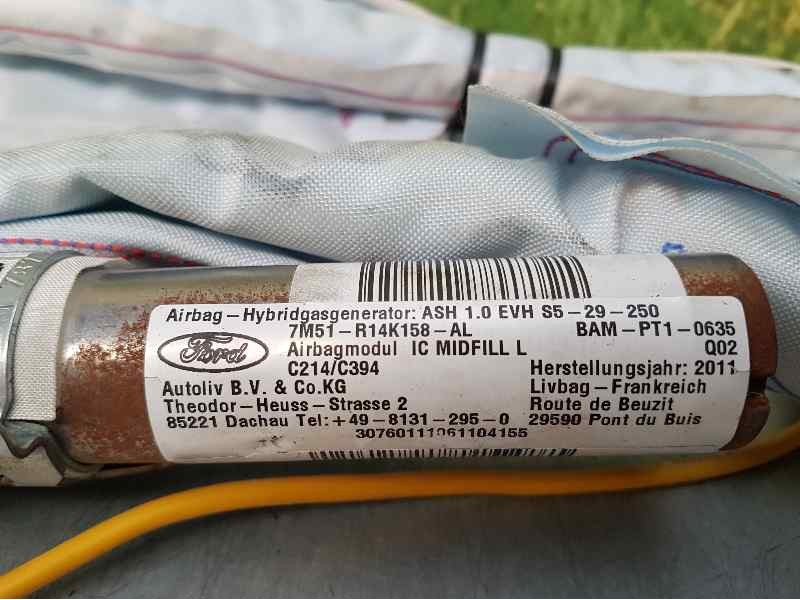 Airbag-Hybridgasgenerator: ASH 1.0 EVH S5-29-250
7M51-R14K158-AL BAM-PT1-0635
Ford Airbagmodul IC MIDFILL L Q02
C214/C394 Herstellungsjahr: 2011
Autoliv B.V. & Co.KG Livbag-Frankreich
Theodor-Heuss-Strasse 2 Route de Beuzit
85221 Dachau Tel:+49-8131-295-0 29590 Pont du Buis
30760111061104155